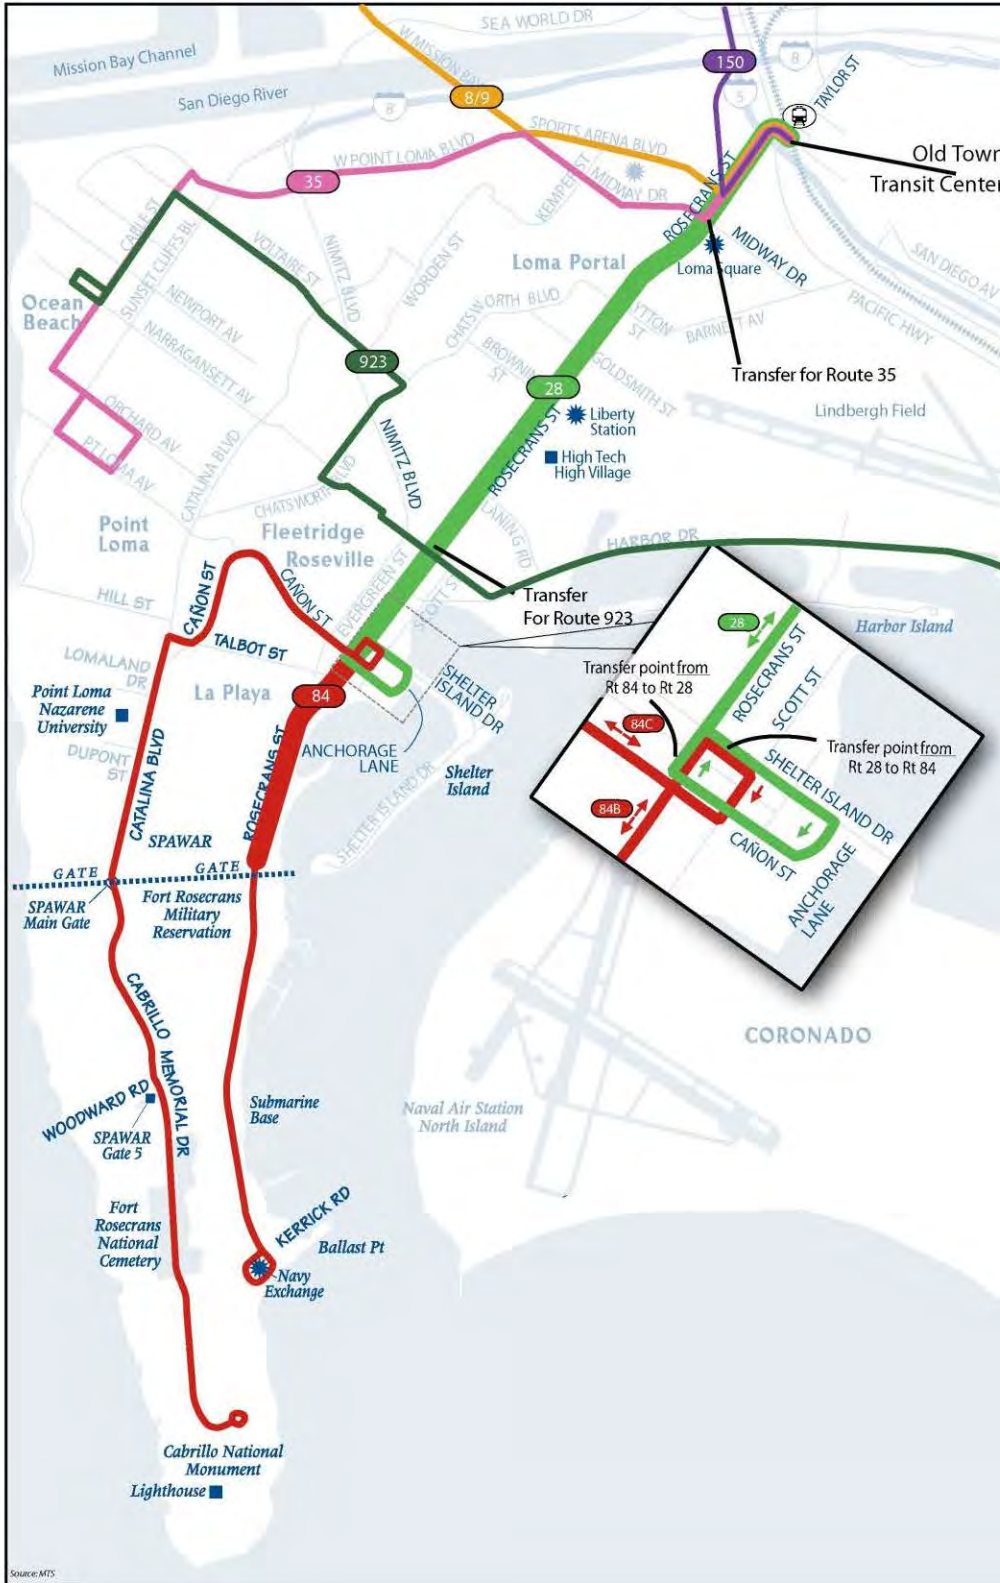 SEA WORLD DR
Mission Bay Channel
W MISSION BAY
150
8
5
TAYLOR ST
San Diego River
8
8/9
SPORTS ARENA BLVD
W POINT LOMA BLVD
35
KEMPER ST
MIDWAY DR
ROSECRANS ST
Old Town
Transit Center
CABLE ST
SUNSET CLIFFS BL
VOLTAIRE ST
NIMITZ BLVD
WORDEN ST
Loma Portal
MIDWAY DR
Loma Square
SAN DIEGO AV
PACIFIC HWY
BARNETT AV
Ocean
Beach
NEWPORT AV
NARRAGANSETT AV
923
CHATSWORTH BLVD
LYTTON
ST
BROWNING
ST
GOLDSMITH ST
Transfer for Route 35
28
Lindbergh Field
Liberty
Station
ROSECRANS ST
High Tech
High Village
ORCHARD AV
PT LOMA AV
CATALINA BLVD
NIMITZ BLVD
CHATSWORTH BLVD
LANING RD
Point
Loma
Fleetridge
Roseville
HARBOR DR
EVERGREEN ST
SCOTT ST
Transfer
For Route 923
HILL ST
CAÑON ST
CAÑON ST
TALBOT ST
LOMALAND
DR
Point Loma
Nazarene
University
La Playa
84
SHELTER
ISLAND DR
ANCHORAGE
LANE
DUPONT
ST
CATALINA BLVD
ROSECRANS ST
Shelter
Island
SHELTER ISLAND DR
SPAWAR
Harbor Island
28
ROSECRANS ST
SCOTT ST
Transfer point from
Rt 84 to Rt 28
84C
Transfer point from
Rt 28 to Rt 84
SHELTER ISLAND DR
84B
CAÑON ST
ANCHORAGE
LANE
GATE
GATE
SPAWAR
Main Gate
Fort Rosecrans
Military
Reservation
CABRILLO MEMORIAL DR
CORONADO
WOODWARD RD
SPAWAR
Gate 5
Submarine
Base
Naval Air Station
North Island
Fort
Rosecrans
National
Cemetery
KERRICK RD
Ballast Pt
Navy
Exchange
Cabrillo National
Monument
Lighthouse
Source: MTS